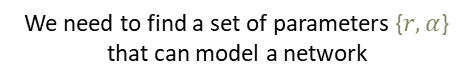 We need to find a set of parameters {r, α}
that can model a network